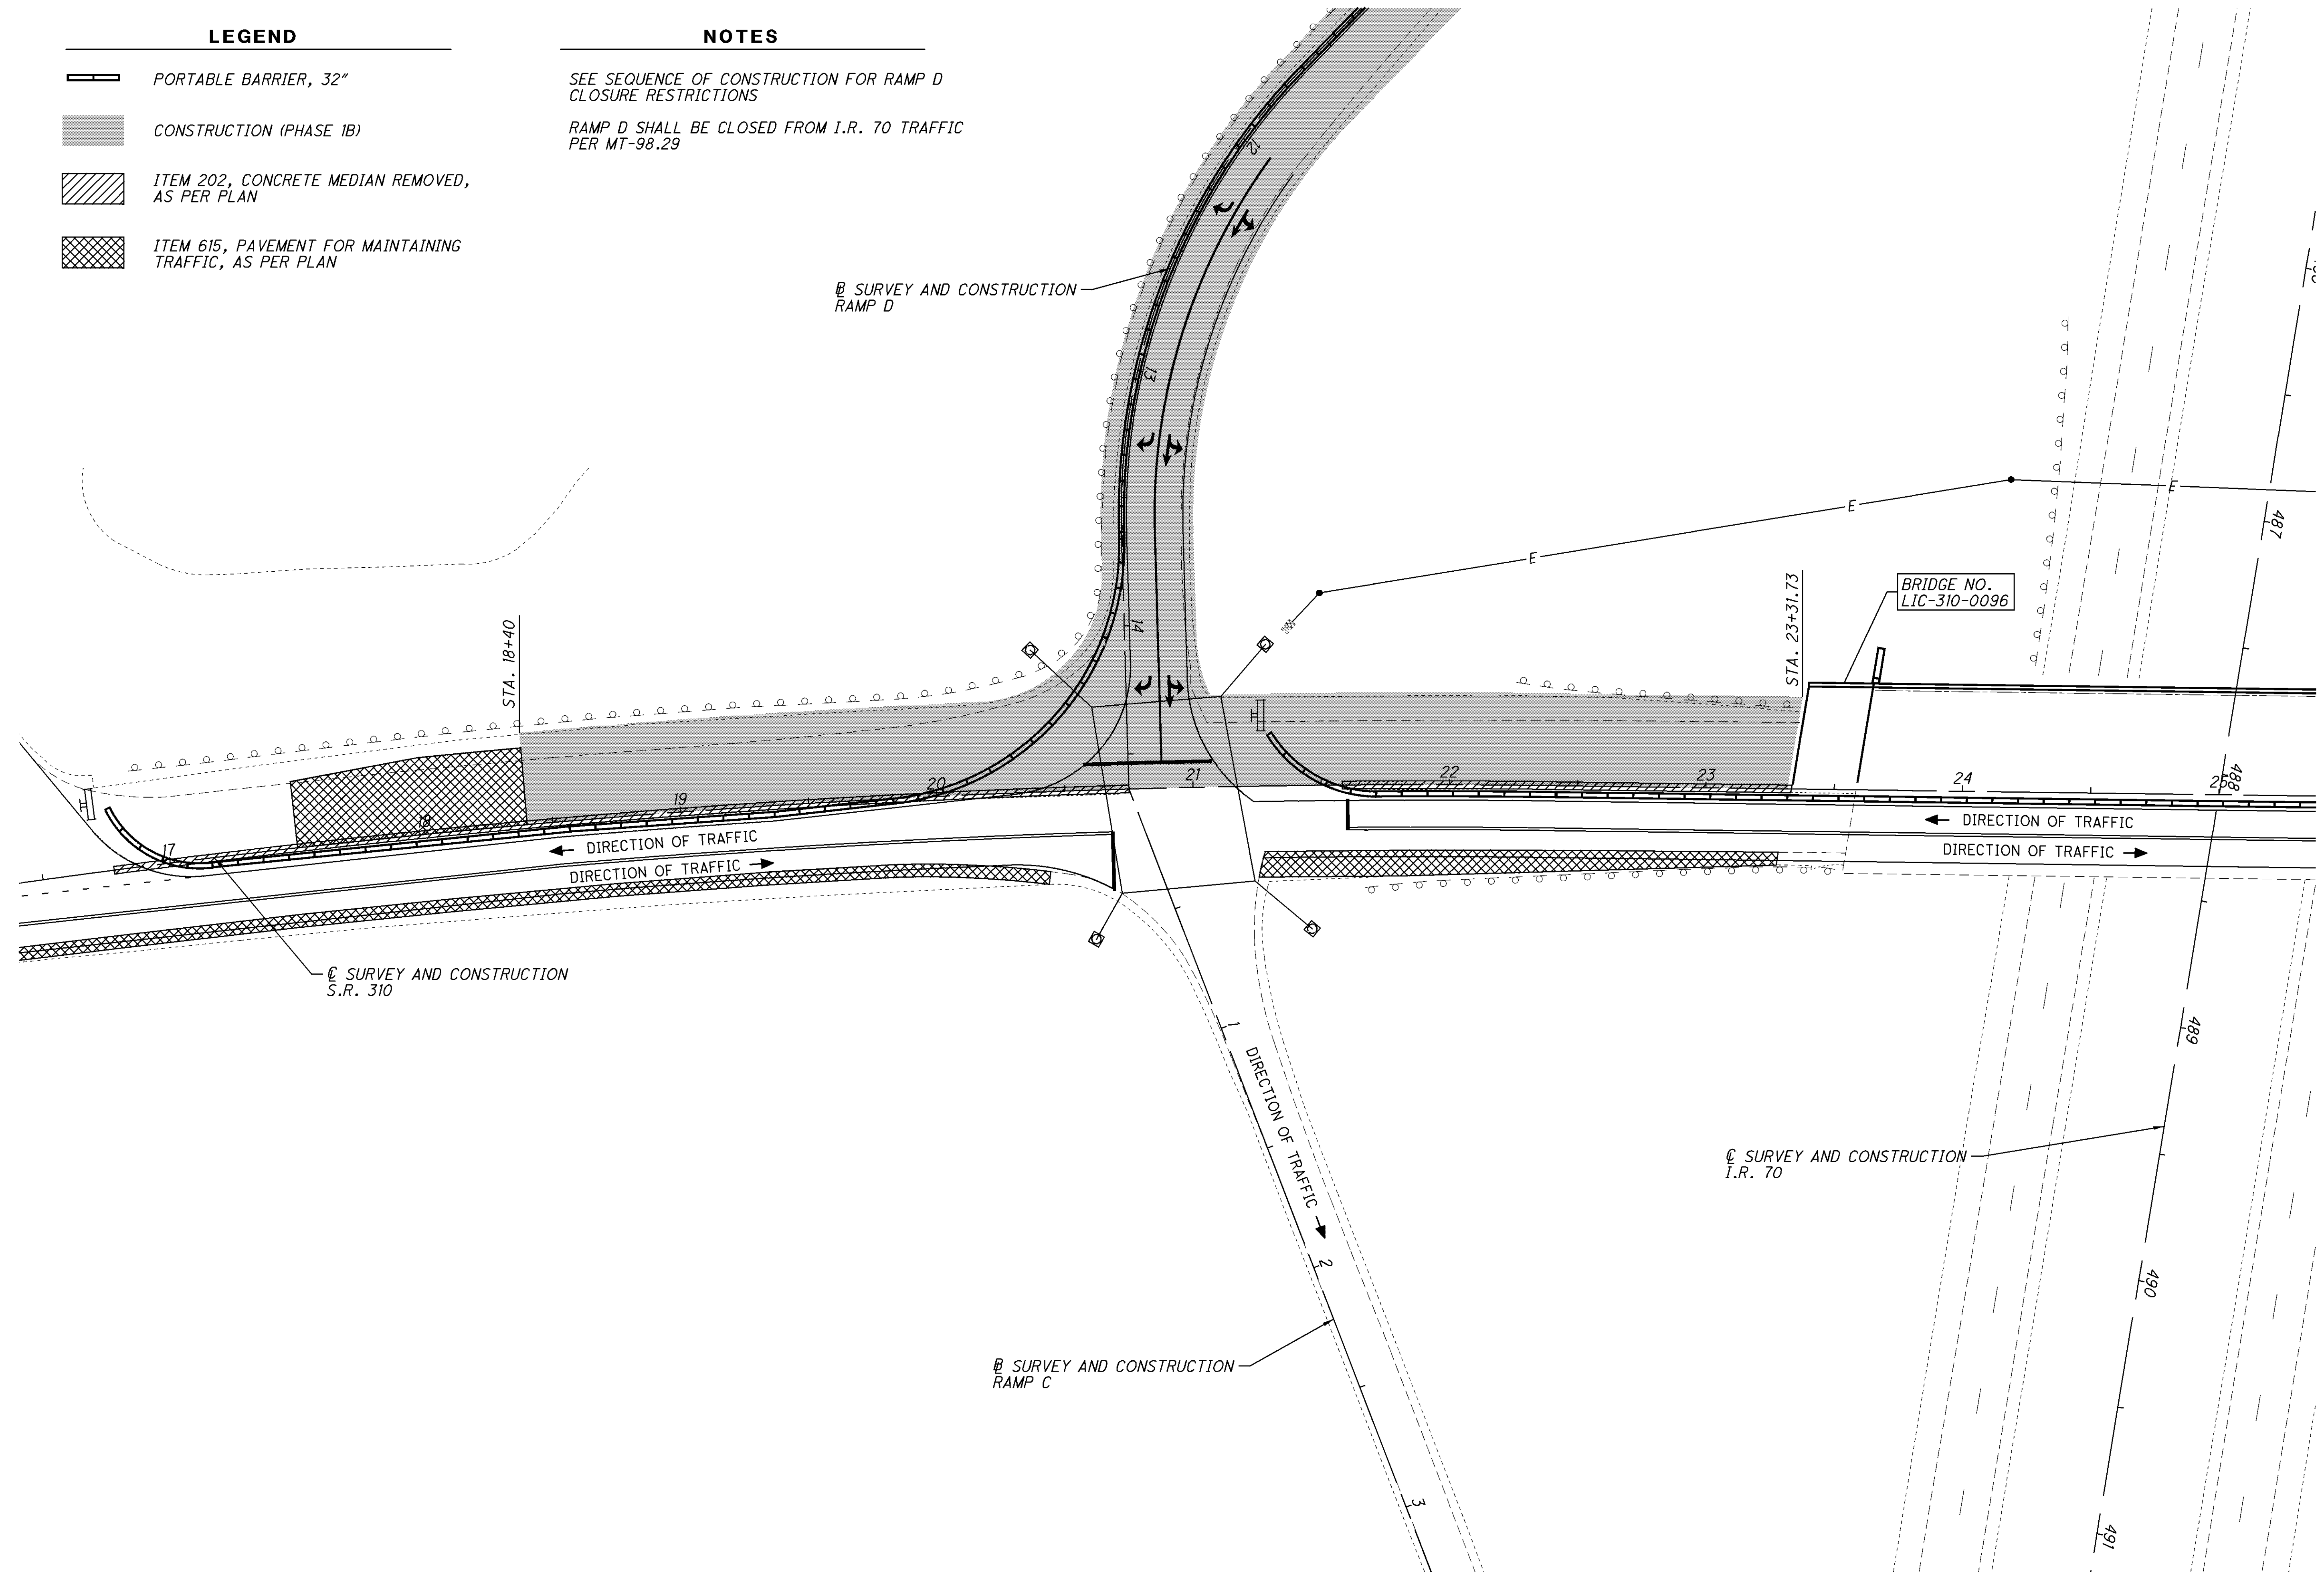 LEGEND
PORTABLE BARRIER, 32"
CONSTRUCTION (PHASE 1B)
ITEM 202, CONCRETE MEDIAN REMOVED,
AS PER PLAN
ITEM 615, PAVEMENT FOR MAINTAINING
TRAFFIC, AS PER PLAN
NOTES
SEE SEQUENCE OF CONSTRUCTION FOR RAMP D
CLOSURE RESTRICTIONS
RAMP D SHALL BE CLOSED FROM I.R. 70 TRAFFIC
PER MT-98.29
12
℄ SURVEY AND CONSTRUCTION
RAMP D
13
14
E
E
E
487
BRIDGE NO.
LIC-310-0096
STA. 18+40
STA. 23+31.73
17
18
19
20
21
22
23
24
25
488
DIRECTION OF TRAFFIC
DIRECTION OF TRAFFIC
DIRECTION OF TRAFFIC
DIRECTION OF TRAFFIC
℄ SURVEY AND CONSTRUCTION
S.R. 310
1
DIRECTION OF TRAFFIC
2
3
℄ SURVEY AND CONSTRUCTION
RAMP C
℄ SURVEY AND CONSTRUCTION
I.R. 70
489
490
491